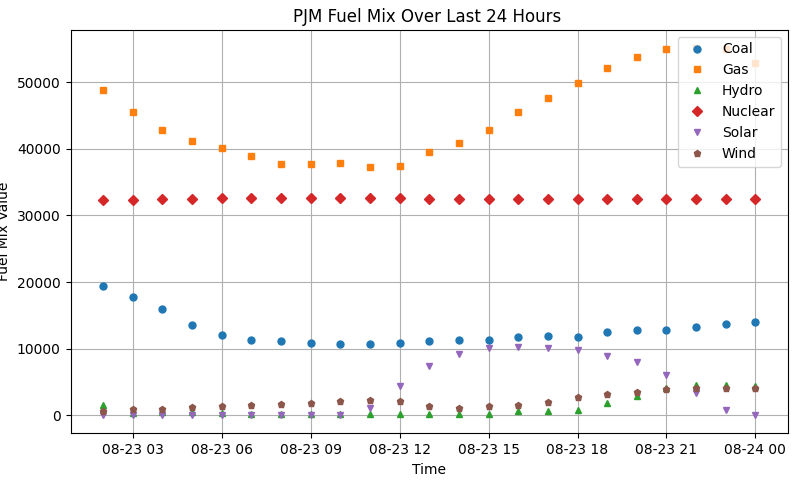 PJM Fuel Mix Over Last 24 Hours
Fuel Mix Value
50000
40000
30000
20000
10000
0
Coal
Gas
Hydro
Nuclear
Solar
Wind
08-23 03 08-23 06 08-23 09 08-23 12 08-23 15 08-23 18 08-23 21 08-24 00
Time